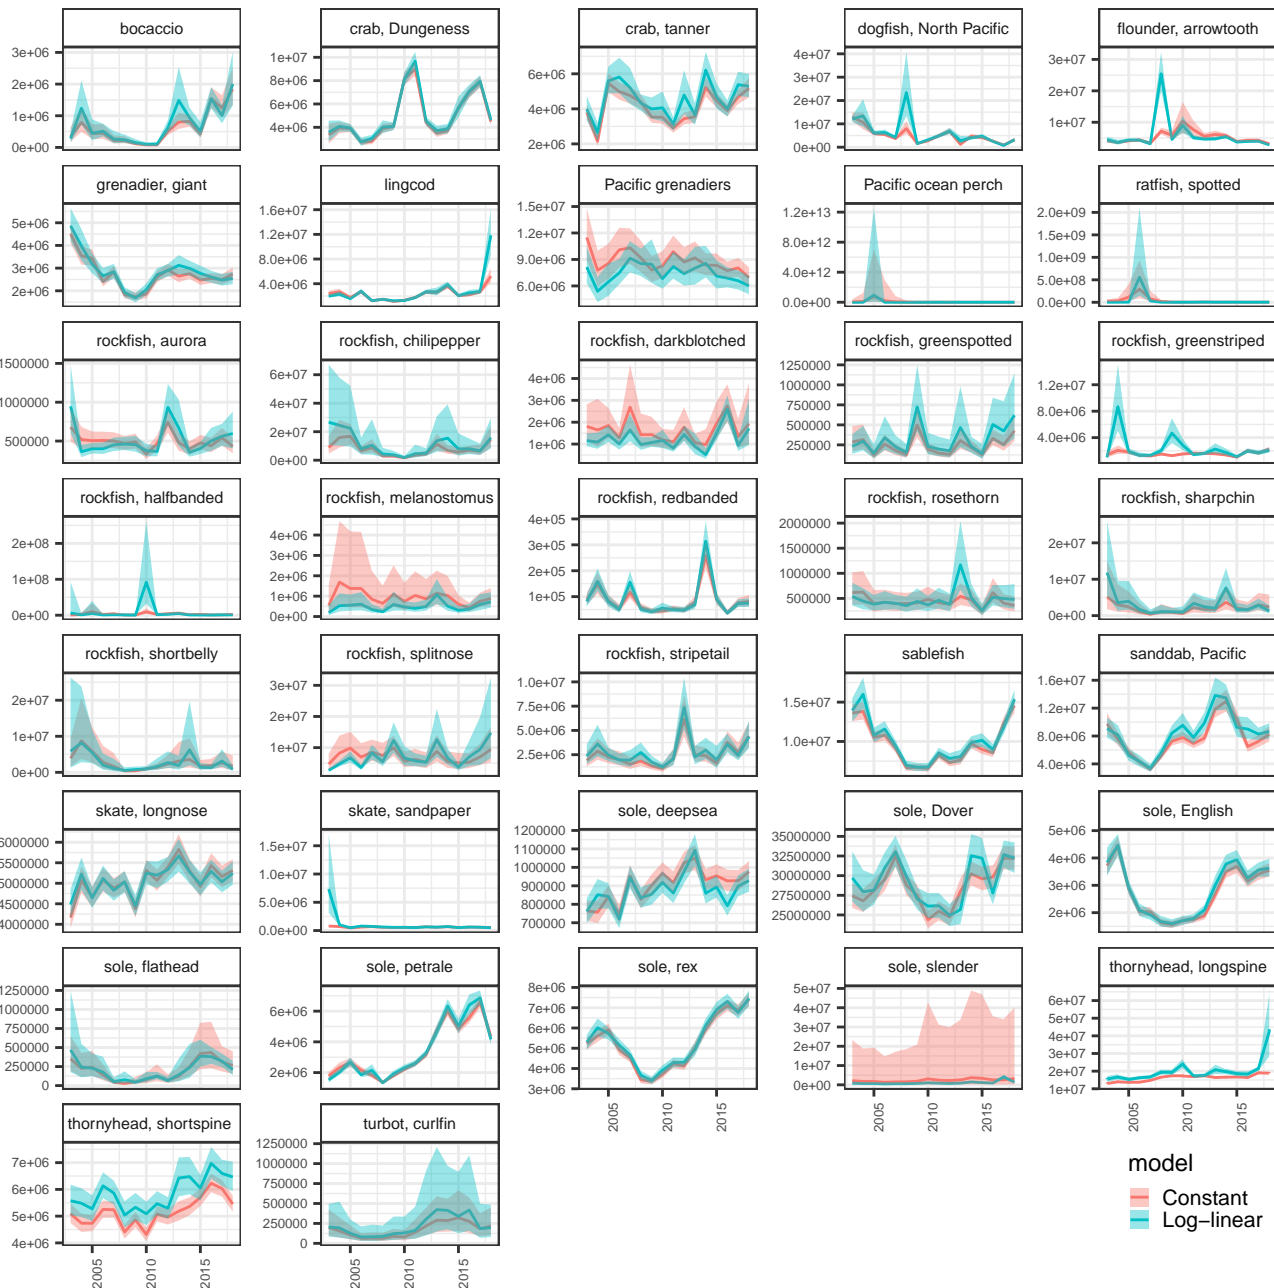 bocaccio
crab, Dungeness
crab, tanner
dogfish, North Pacific
flounder, arrowtooth
3e+06
2e+06
1e+06
0e+00
1e+07
8e+06
6e+06
4e+06
6e+06
4e+06
2e+06
4e+07
3e+07
2e+07
1e+07
0e+00
3e+07
2e+07
1e+07
grenadier, giant
lingcod
Pacific grenadiers
Pacific ocean perch
ratfish, spotted
5e+06
4e+06
3e+06
2e+06
1.6e+07
1.2e+07
8.0e+06
4.0e+06
1.5e+07
1.2e+07
9.0e+06
6.0e+06
1.2e+13
8.0e+12
4.0e+12
0.0e+00
2.0e+09
1.5e+09
1.0e+09
5.0e+08
0.0e+00
rockfish, aurora
rockfish, chilipepper
rockfish, darkblotched
rockfish, greenspotted
rockfish, greenstriped
1500000
1000000
500000
6e+07
4e+07
2e+07
0e+00
4e+06
3e+06
2e+06
1e+06
1250000
1000000
750000
500000
250000
1.2e+07
8.0e+06
4.0e+06
rockfish, halfbanded
rockfish, melanostomus
rockfish, redbanded
rockfish, rosethorn
rockfish, sharpchin
2e+08
1e+08
0e+00
4e+06
3e+06
2e+06
1e+06
0e+00
4e+05
3e+05
2e+05
1e+05
0e+00
2000000
1500000
1000000
500000
2e+07
1e+07
0e+00
rockfish, shortbelly
rockfish, splitnose
rockfish, stripetail
sablefish
sanddab, Pacific
2e+07
1e+07
0e+00
3e+07
2e+07
1e+07
1.0e+07
7.5e+06
5.0e+06
2.5e+06
1.5e+07
1.0e+07
1.6e+07
1.2e+07
8.0e+06
4.0e+06
skate, longnose
skate, sandpaper
sole, deepsea
sole, Dover
sole, English
6000000
5500000
5000000
4500000
4000000
1.5e+07
1.0e+07
5.0e+06
0.0e+00
1200000
1100000
1000000
900000
800000
700000
35000000
32500000
30000000
27500000
25000000
5e+06
4e+06
3e+06
2e+06
sole, flathead
sole, petrale
sole, rex
sole, slender
thornyhead, longspine
1250000
1000000
750000
500000
250000
0
6e+06
4e+06
2e+06
8e+06
7e+06
6e+06
5e+06
4e+06
3e+06
5e+07
4e+07
3e+07
2e+07
1e+07
0e+00
6e+07
5e+07
4e+07
3e+07
2e+07
1e+07
2005
2010
2015
2005
2010
2015
2005
2010
2015
thornyhead, shortspine
turbot, curlfin
7e+06
6e+06
5e+06
4e+06
1250000
1000000
750000
500000
250000
0
2005
2010
2015
2005
2010
2015
model
Constant
Log−linear